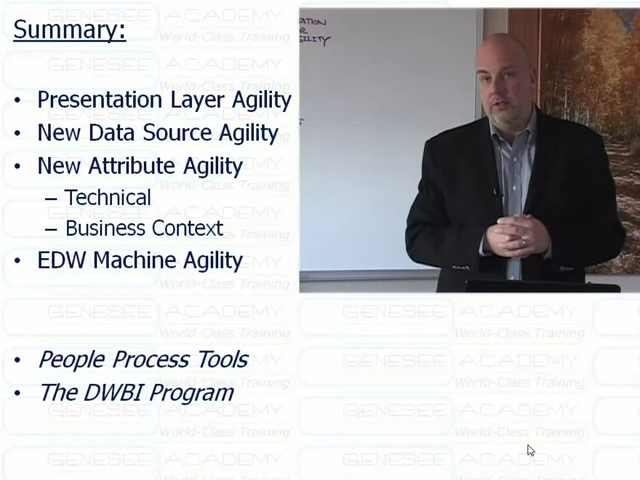 Summary:
• Presentation Layer Agility
• New Data Source Agility
• New Attribute Agility
– Technical
– Business Context
• EDW Machine Agility
• People Process Tools
• The DWBI Program
GENESEE ACADEMY
World-Class Training